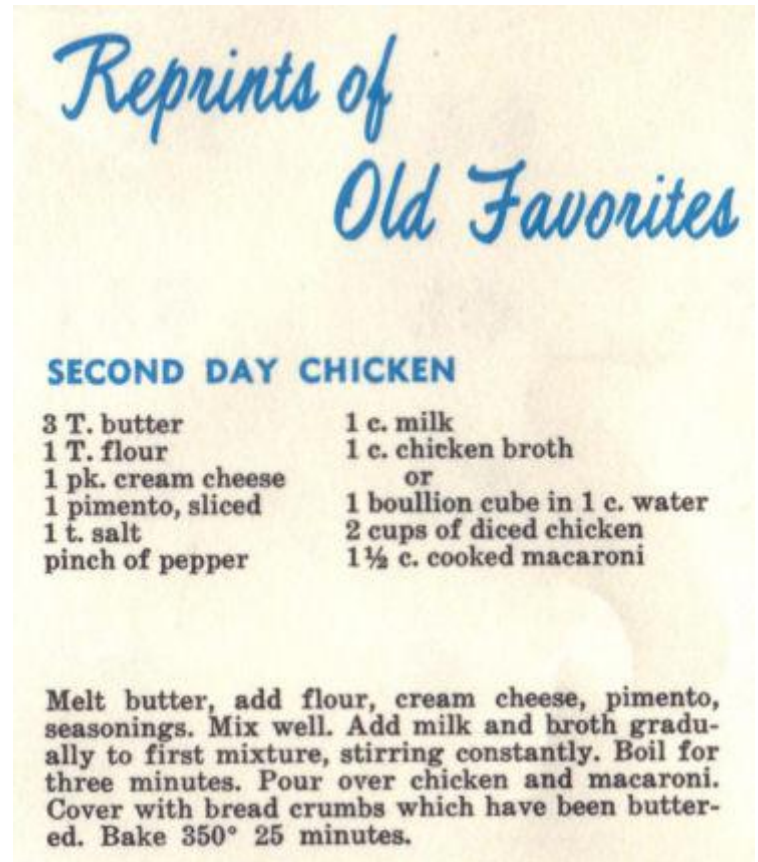 Reprints of
Old Favorites
SECOND DAY CHICKEN
3 T. butter
1 T. flour
1 pk. cream cheese
1 pimento, sliced
1 t. salt
pinch of pepper
1 c. milk
1 c. chicken broth
or
1 boullion cube in 1 c. water
2 cups of diced chicken
1½ c. cooked macaroni
Melt butter, add flour, cream cheese, pimento,
seasonings. Mix well. Add milk and broth gradu-
ally to first mixture, stirring constantly. Boil for
three minutes. Pour over chicken and macaroni.
Cover with bread crumbs which have been butter-
ed. Bake 350° 25 minutes.